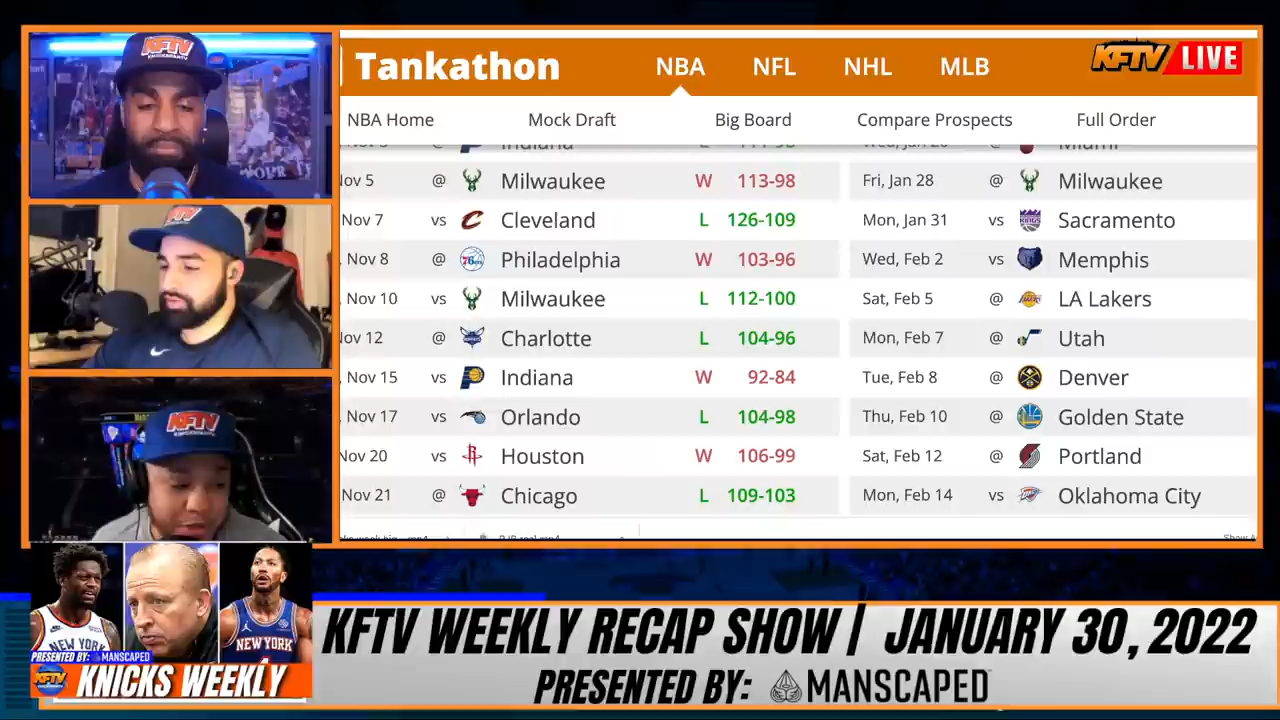 Tankathon NBA NFL NHL MLB KFTV LIVE
NBA Home Mock Draft Big Board Compare Prospects Full Order
Nov 5 @ Milwaukee W 113-98 Fri, Jan 28 @ Milwaukee
Nov 7 vs Cleveland L 126-109 Mon, Jan 31 vs Sacramento
, Nov 8 @ Philadelphia W 103-96 Wed, Feb 2 vs Memphis
, Nov 10 vs Milwaukee L 112-100 Sat, Feb 5 @ LA Lakers
Nov 12 @ Charlotte L 104-96 Mon, Feb 7 @ Utah
, Nov 15 vs Indiana W 92-84 Tue, Feb 8 @ Denver
, Nov 17 vs Orlando L 104-98 Thu, Feb 10 @ Golden State
Nov 20 vs Houston W 106-99 Sat, Feb 12 @ Portland
Nov 21 @ Chicago L 109-103 Mon, Feb 14 vs Oklahoma City
KFTV
KFTV
NEW YORK
NEW YORK
PRESENTED BY: MANSCAPED
KFTV KNICKS WEEKLY
KFTV WEEKLY RECAP SHOW | JANUARY 30, 2022
PRESENTED BY: MANSCAPED